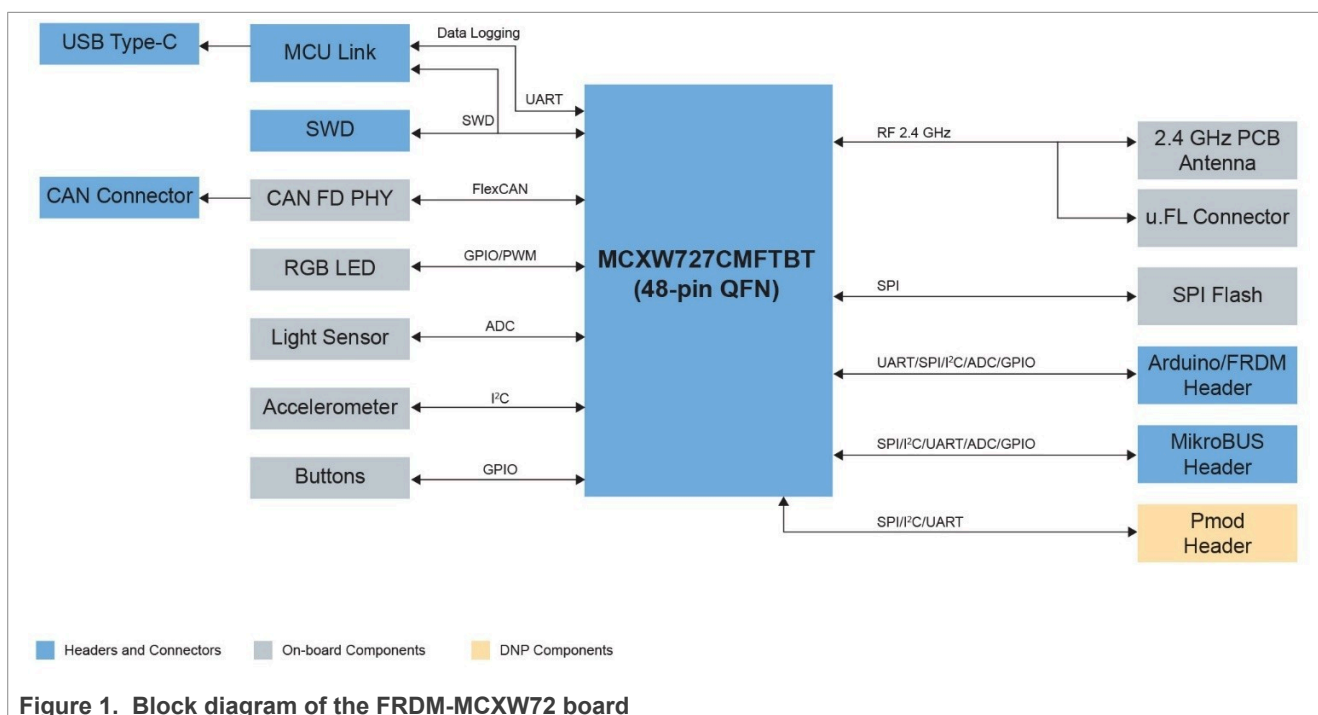 USB Type-C
MCU Link
Data Logging
UART
SWD
SWD
CAN Connector
CAN FD PHY
FlexCAN
RGB LED
GPIO/PWM
Light Sensor
ADC
Accelerometer
I²C
Buttons
GPIO
MCXW727CMFTBT
(48-pin QFN)
RF 2.4 GHz
2.4 GHz PCB
Antenna
u.FL Connector
SPI
SPI Flash
UART/SPI/I²C/ADC/GPIO
Arduino/FRDM
Header
SPI/I²C/UART/ADC/GPIO
MikroBUS
Header
SPI/I²C/UART
Pmod
Header
Headers and Connectors
On-board Components
DNP Components
Figure 1. Block diagram of the FRDM-MCXW72 board